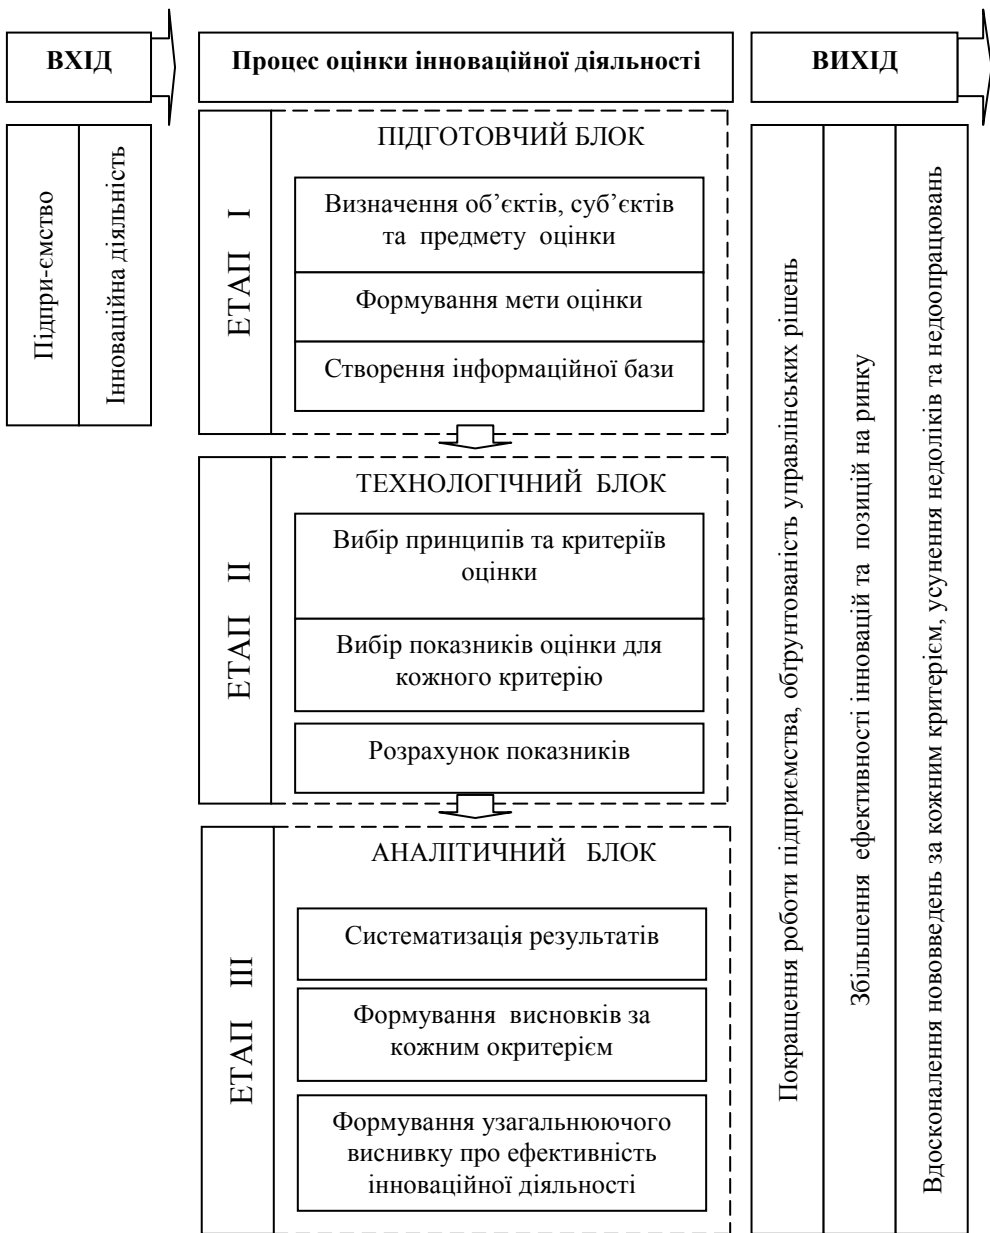 ВХІД
Процес оцінки інноваційної діяльності
ВИХІД
Підпри-ємство
Інноваційна діяльність
ЕТАП I
ПІДГОТОВЧИЙ БЛОК
Визначення об’єктів, суб’єктів
та предмету оцінки
Формування мети оцінки
Створення інформаційної бази
ЕТАП II
ТЕХНОЛОГІЧНИЙ БЛОК
Вибір принципів та критеріїв
оцінки
Вибір показників оцінки для
кожного критерію
Розрахунок показників
ЕТАП III
АНАЛІТИЧНИЙ БЛОК
Систематизація результатів
Формування висновків за
кожним окритерієм
Формування узагальнюючого
виснивку про ефективність
інноваційної діяльності
Покращення роботи підприємства, обґрунтованість управлінських рішень
Збільшення ефективності інновацій та позицій на ринку
Вдосконалення нововведень за кожним критерієм, усунення недоліків та недоопрацювань